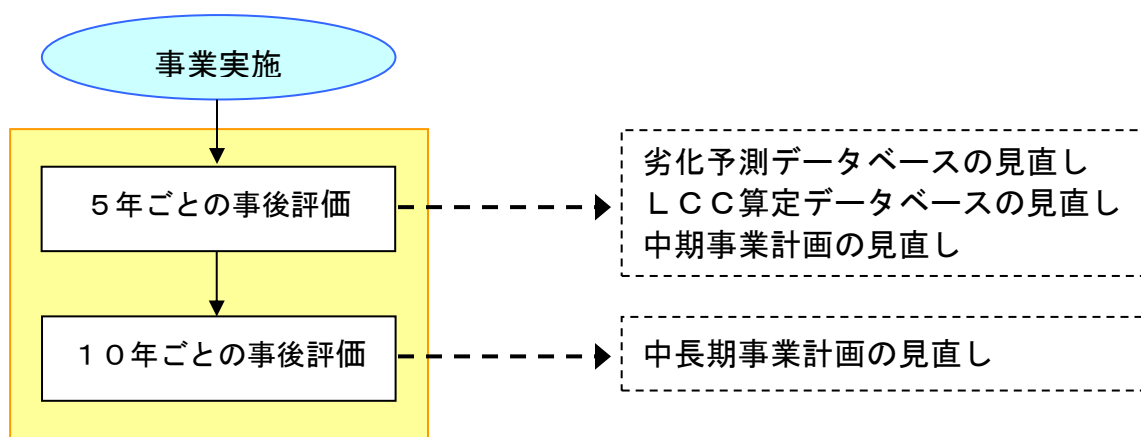 事業実施
５年ごとの事後評価
劣化予測データベースの見直し
ＬＣＣ算定データベースの見直し
中期事業計画の見直し
１０年ごとの事後評価
中長期事業計画の見直し